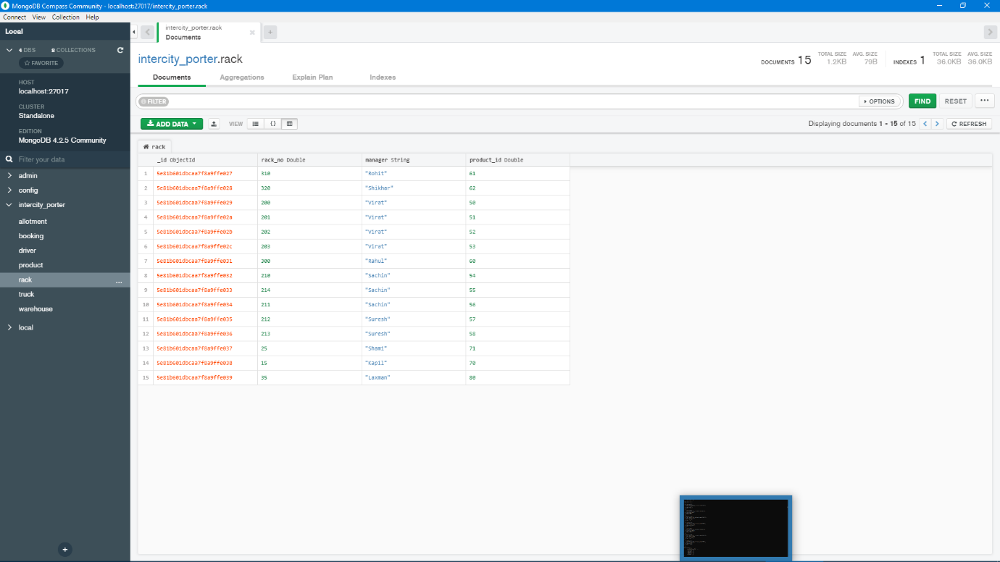 MongoDB Compass Community - localhost:27017/intercity_porter.rack
Connect View Collection Help
Local
4 DBS 8 COLLECTIONS
FAVORITE
HOST
localhost:27017
CLUSTER
Standalone
EDITION
MongoDB 4.2.5 Community
Filter your data
admin
config
intercity_porter
allotment
booking
driver
product
rack ...
truck
warehouse
local
intercity_porter.rack
Documents
intercity_porter.rack
DOCUMENTS 15 TOTAL SIZE 1.2KB AVG. SIZE 79B INDEXES 1 TOTAL SIZE 36.0KB AVG. SIZE 36.0KB
Documents Aggregations Explain Plan Indexes
FILTER OPTIONS FIND RESET ...
ADD DATA VIEW {} Displaying documents 1 - 15 of 15 < > REFRESH
rack
_id ObjectId rack_no Double manager String product_id Double
1 5e81b601dbcaa7f8a9ffe027 310 "Rohit" 61
2 5e81b601dbcaa7f8a9ffe028 320 "Shikhar" 62
3 5e81b601dbcaa7f8a9ffe029 200 "Virat" 50
4 5e81b601dbcaa7f8a9ffe02a 201 "Virat" 51
5 5e81b601dbcaa7f8a9ffe02b 202 "Virat" 52
6 5e81b601dbcaa7f8a9ffe02c 203 "Virat" 53
7 5e81b601dbcaa7f8a9ffe031 300 "Rahul" 60
8 5e81b601dbcaa7f8a9ffe032 210 "Sachin" 54
9 5e81b601dbcaa7f8a9ffe033 214 "Sachin" 55
10 5e81b601dbcaa7f8a9ffe034 211 "Sachin" 56
11 5e81b601dbcaa7f8a9ffe035 212 "Suresh" 57
12 5e81b601dbcaa7f8a9ffe036 213 "Suresh" 58
13 5e81b601dbcaa7f8a9ffe037 25 "Shami" 71
14 5e81b601dbcaa7f8a9ffe038 15 "Kapil" 70
15 5e81b601dbcaa7f8a9ffe039 35 "Laxman" 80